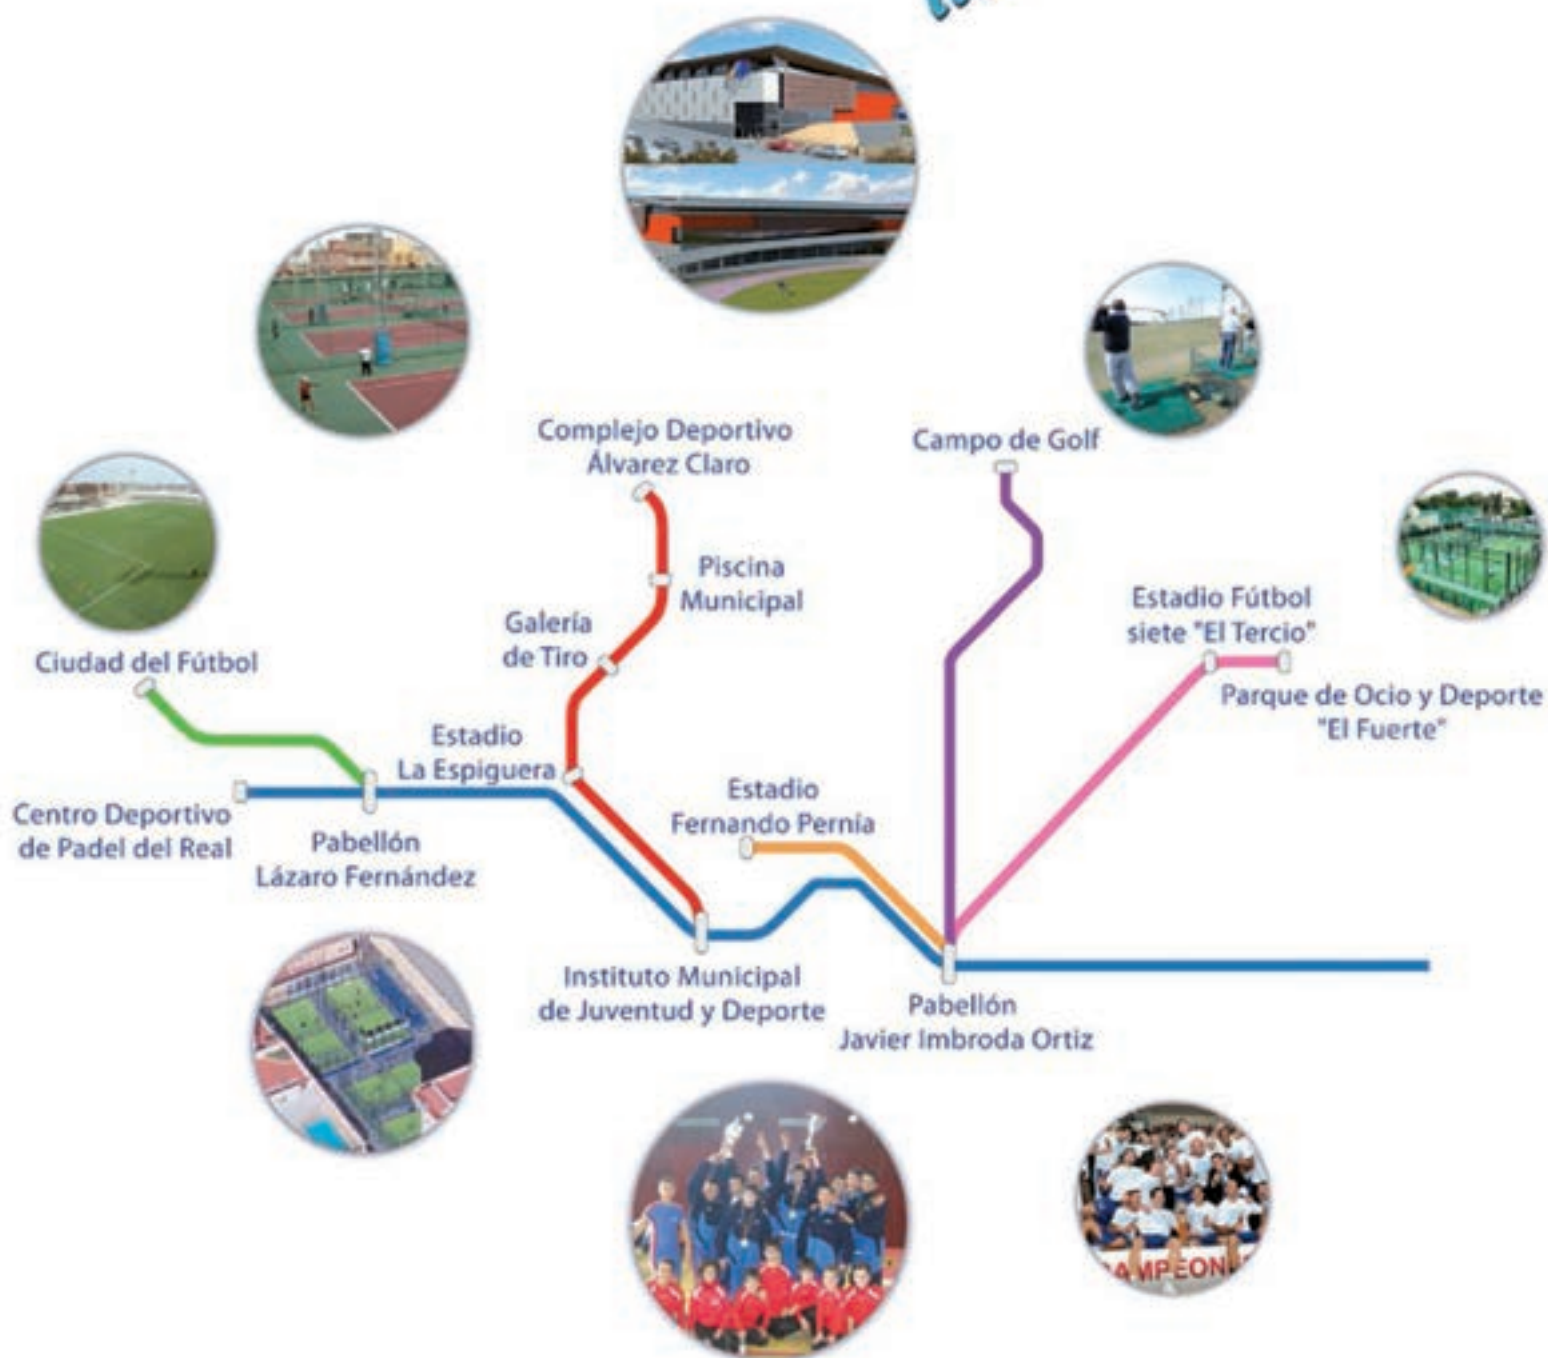 Complejo Deportivo
Álvarez Claro
Campo de Golf
Piscina
Municipal
Galería
de Tiro
Estadio Fútbol
siete "El Tercio"
Ciudad del Fútbol
Parque de Ocio y Deporte
"El Fuerte"
Estadio
La Espiguera
Centro Deportivo
de Padel del Real
Pabellón
Lázaro Fernández
Estadio
Fernando Pernía
Instituto Municipal
de Juventud y Deporte
Pabellón
Javier Imbroda Ortiz
AMPEON